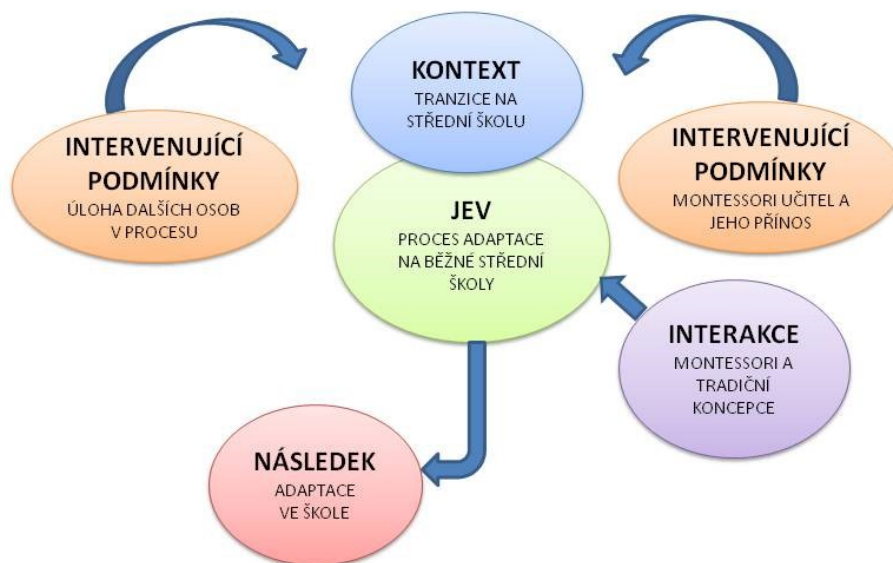 KONTEXT
TRANZICE NA
STŘEDNÍ ŠKOLU
INTERVENUJÍCÍ
PODMÍNKY
ÚLOHA DALŠÍCH OSOB
V PROCESU
INTERVENUJÍCÍ
PODMÍNKY
MONTESSORI UČITEL A
JEHO PŘÍNOS
JEV
PROCES ADAPTACE
NA BĚŽNÉ STŘEDNÍ
ŠKOLY
INTERAKCE
MONTESSORI A
TRADIČNÍ
KONCEPCE
NÁSLEDEK
ADAPTACE
VE ŠKOLE